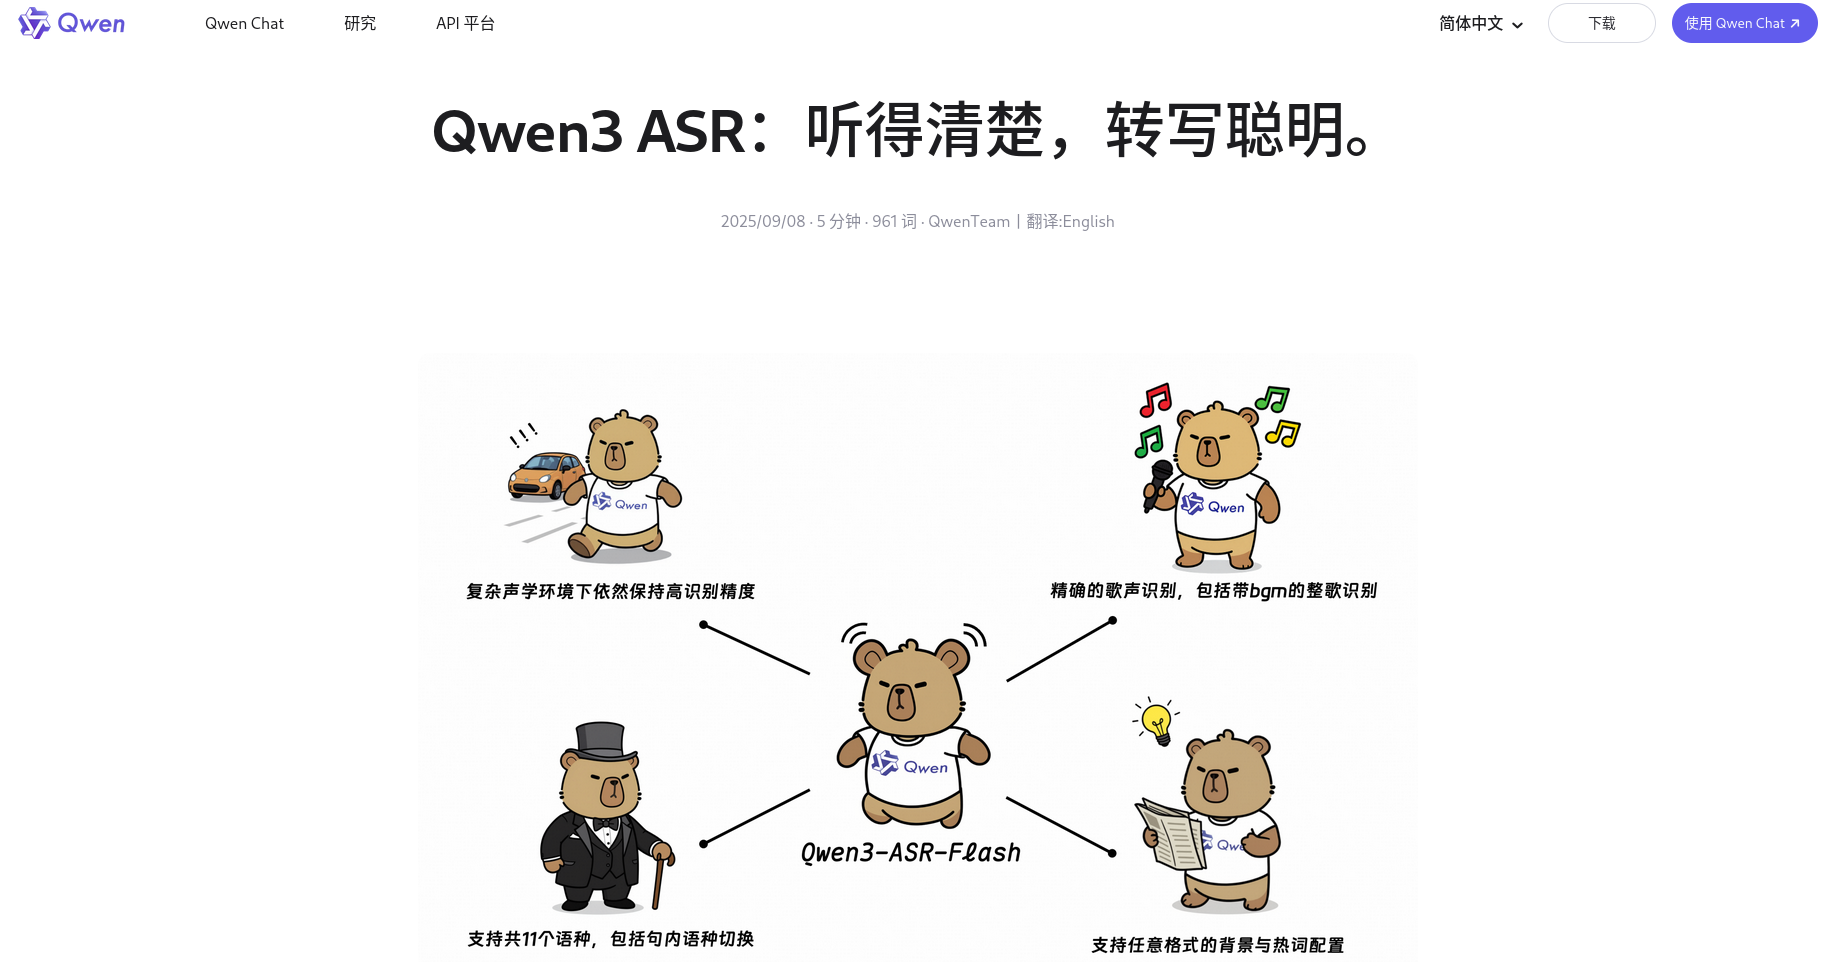 Qwen
Qwen Chat
研究
API 平台
简体中文
下载
使用 Qwen Chat
Qwen3 ASR：听得清楚，转写聪明。
2025/09/08 · 5 分钟 · 961 词 · QwenTeam | 翻译:English
!!!
Qwen
Qwen
复杂声学环境下依然保持高识别精度
精确的歌声识别，包括带bgm的整歌识别
Qwen
Qwen3-ASR-Flash
Qwe
支持共11个语种，包括句内语种切换
支持任意格式的背景与热词配置